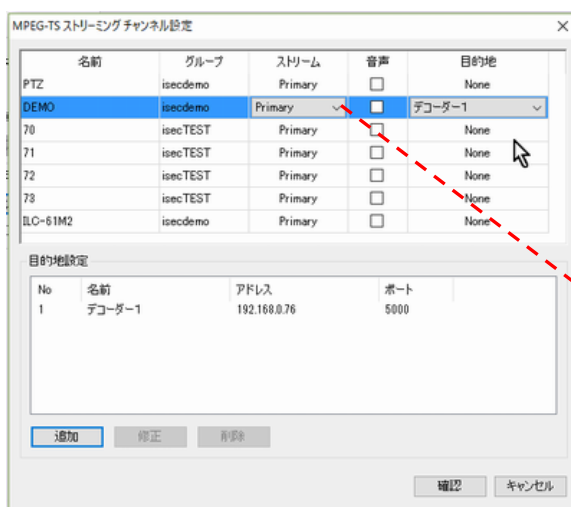 MPEG-TS ストリーミング チャンネル設定
名前 グループ ストリーム 音声 目的地
PTZ isecdemo Primary None
DEMO isecdemo Primary デコーダー1
70 isecTEST Primary None
71 isecTEST Primary None
72 isecTEST Primary None
73 isecTEST Primary None
ILC-61M2 isecdemo Primary None
目的地設定
No 名前 アドレス ポート
1 デコーダー1 192.168.0.76 5000
追加 修正 削除
確認 キャンセル